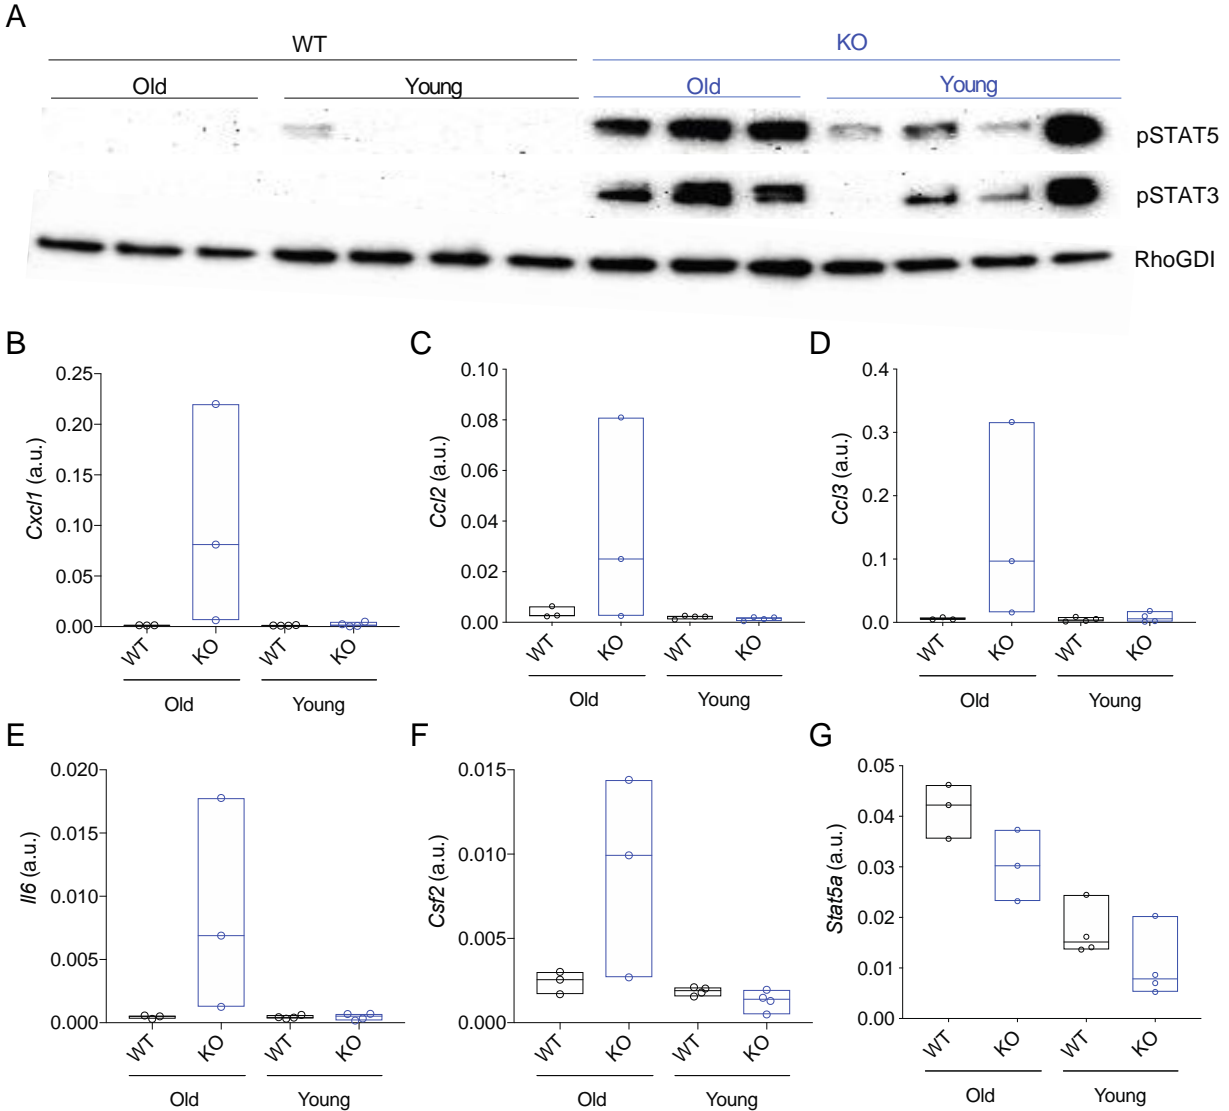 A
WT KO
Old Young Old Young
pSTAT5
pSTAT3
RhoGDI
B C D
Cxcl1 (a.u.)
0.25
0.20
0.15
0.10
0.05
0.00
WT KO WT KO
Old Young
Ccl2 (a.u.)
0.10
0.08
0.06
0.04
0.02
0.00
WT KO WT KO
Old Young
Ccl3 (a.u.)
0.4
0.3
0.2
0.1
0.0
WT KO WT KO
Old Young
E F G
Il6 (a.u.)
0.020
0.015
0.010
0.005
0.000
WT KO WT KO
Old Young
Csf2 (a.u.)
0.015
0.010
0.005
0.000
WT KO WT KO
Old Young
Stat5a (a.u.)
0.05
0.04
0.03
0.02
0.01
0.00
WT KO WT KO
Old Young